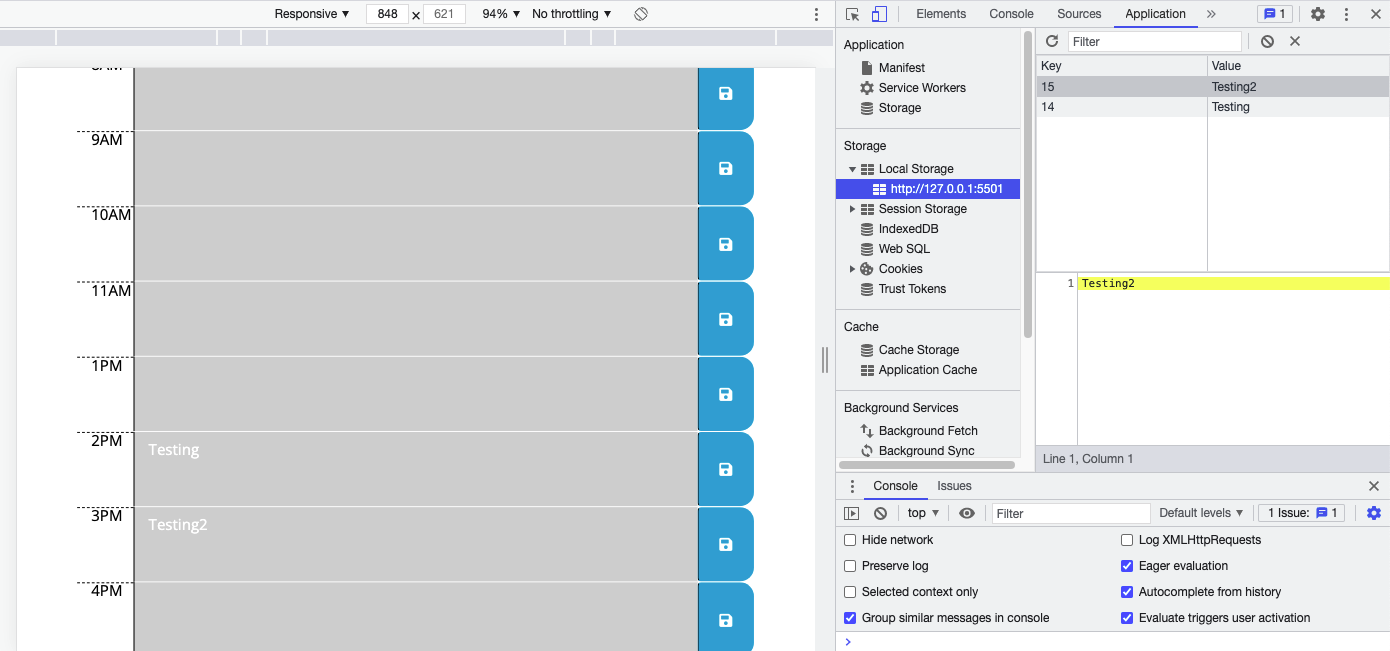 Responsive ▼ 848 × 621 94% ▼ No throttling ▼
9AM
10AM
11AM
1PM
2PM Testing
3PM Testing2
4PM
Elements Console Sources Application » 1
Application
Manifest
Service Workers
Storage
Storage
Local Storage
http://127.0.0.1:5501
Session Storage
IndexedDB
Web SQL
Cookies
Trust Tokens
Cache
Cache Storage
Application Cache
Background Services
Background Fetch
Background Sync
Filter
Key Value
15 Testing2
14 Testing
1 Testing2
Line 1, Column 1
Console Issues
top ▼ Filter Default levels ▼ 1 Issue: 1
Hide network Log XMLHttpRequests
Preserve log Eager evaluation
Selected context only Autocomplete from history
Group similar messages in console Evaluate triggers user activation